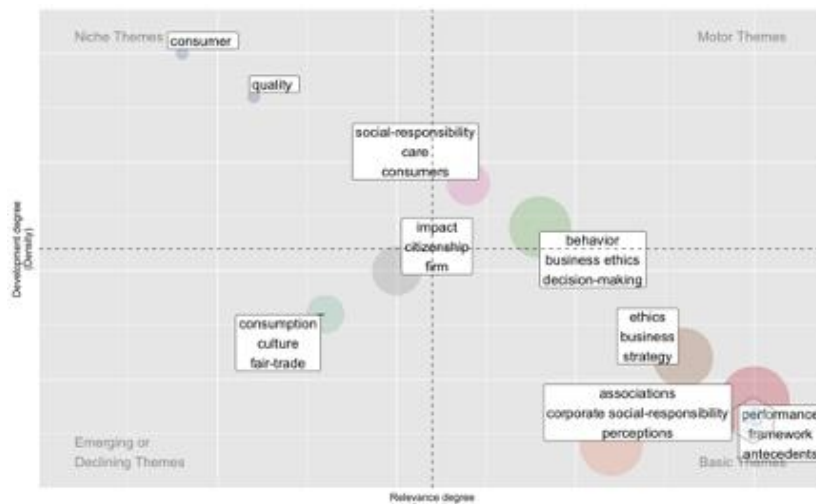 Niche Themes
consumer
Motor Themes
quality
social-responsibility
care
consumers
impact
citizenship
firm
behavior
business ethics
decision-making
consumption
culture
fair-trade
ethics
business
strategy
associations
corporate social-responsibility
perceptions
performance
framework
antecedents
Emerging or
Declining Themes
Basic Themes
Development degree
(Density)
Relevance degree